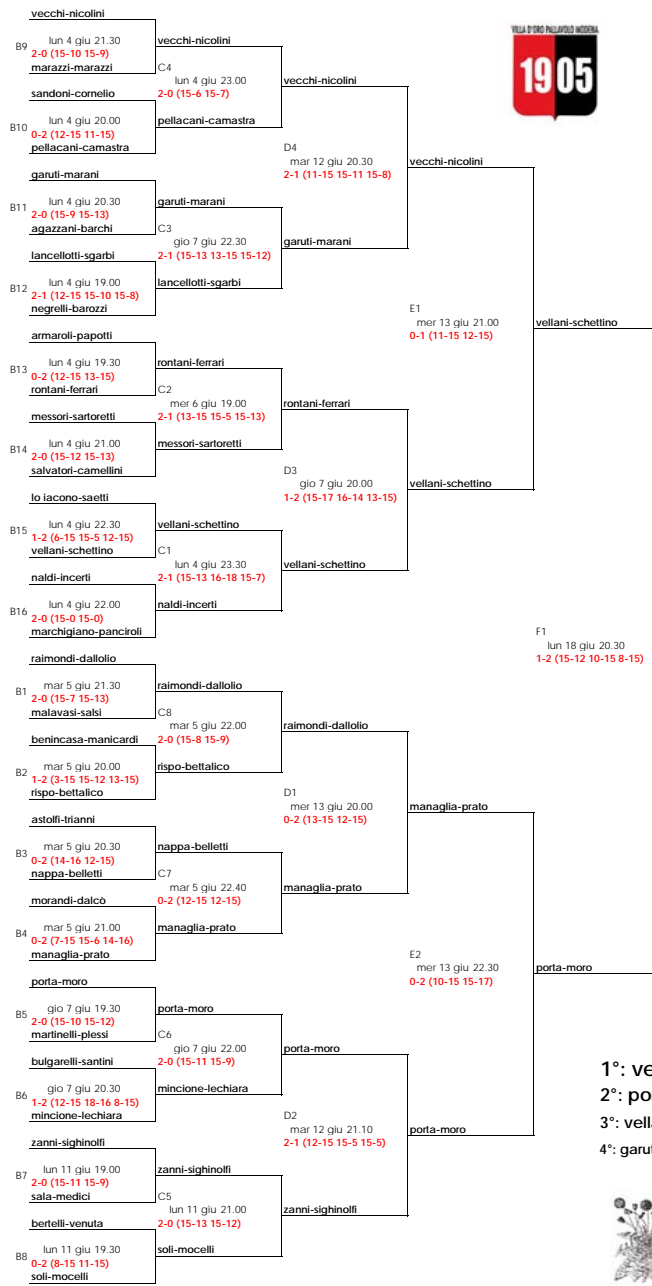 VILLA D'ORO PALLAVOLO MODENA
1905
vecchi-nicolini
B9
lun 4 giu 21.30
2-0 (15-10 15-9)
marazzi-marazzi
vecchi-nicolini
C4
lun 4 giu 23.00
2-0 (15-6 15-7)
sandoni-cornelio
B10
lun 4 giu 20.00
0-2 (12-15 11-15)
pellacani-camastra
pellacani-camastra
vecchi-nicolini
D4
mar 12 giu 20.30
2-1 (11-15 15-11 15-8)
garuti-marani
B11
lun 4 giu 20.30
2-0 (15-9 15-13)
agazzani-barchi
garuti-marani
C3
gio 7 giu 22.30
2-1 (15-13 13-15 15-12)
lancellotti-sgarbi
B12
lun 4 giu 19.00
2-1 (12-15 15-10 15-8)
negrelli-barozzi
lancellotti-sgarbi
garuti-marani
vecchi-nicolini
E1
mer 13 giu 21.00
0-1 (11-15 12-15)
armaroli-papotti
B13
lun 4 giu 19.30
0-2 (12-15 13-15)
rontani-ferrari
rontani-ferrari
C2
mer 6 giu 19.00
2-1 (13-15 15-5 15-13)
messori-sartoretti
B14
lun 4 giu 21.00
2-0 (15-12 15-13)
salvatori-camellini
messori-sartoretti
rontani-ferrari
D3
gio 7 giu 20.00
1-2 (15-17 16-14 13-15)
lo iacono-saetti
B15
lun 4 giu 22.30
1-2 (6-15 15-5 12-15)
vellani-schettino
vellani-schettino
C1
lun 4 giu 23.30
2-1 (15-13 16-18 15-7)
naldi-incerti
B16
lun 4 giu 22.00
2-0 (15-0 15-0)
marchigiano-panciroli
naldi-incerti
vellani-schettino
vellani-schettino
vellani-schettino
F1
lun 18 giu 20.30
1-2 (15-12 10-15 8-15)
raimondi-dallolio
B1
mar 5 giu 21.30
2-0 (15-7 15-13)
malavasi-salsi
raimondi-dallolio
C8
mar 5 giu 22.00
2-0 (15-8 15-9)
benincasa-manicardi
B2
mar 5 giu 20.00
1-2 (3-15 15-12 13-15)
rispo-bettalico
rispo-bettalico
raimondi-dallolio
D1
mer 13 giu 20.00
0-2 (13-15 12-15)
astolfi-trianni
B3
mar 5 giu 20.30
0-2 (14-16 12-15)
nappa-belletti
nappa-belletti
C7
mar 5 giu 22.40
0-2 (12-15 12-15)
morandi-dalcò
B4
mar 5 giu 21.00
0-2 (7-15 15-6 14-16)
managlia-prato
managlia-prato
managlia-prato
managlia-prato
E2
mer 13 giu 22.30
0-2 (10-15 15-17)
porta-moro
B5
gio 7 giu 19.30
2-0 (15-10 15-12)
martinelli-plessi
porta-moro
C6
gio 7 giu 22.00
2-0 (15-11 15-9)
bulgarelli-santini
B6
gio 7 giu 20.30
1-2 (12-15 18-16 8-15)
mincione-lechiara
mincione-lechiara
porta-moro
D2
mar 12 giu 21.10
2-1 (12-15 15-5 15-5)
zanni-sighinolfi
B7
lun 11 giu 19.00
2-0 (15-11 15-9)
sala-medici
zanni-sighinolfi
C5
lun 11 giu 21.00
2-0 (15-13 15-12)
bertelli-venuta
B8
lun 11 giu 19.30
0-2 (8-15 11-15)
soli-mocelli
soli-mocelli
zanni-sighinolfi
porta-moro
porta-moro
1°: ve
2°: po
3°: vell
4°: garut